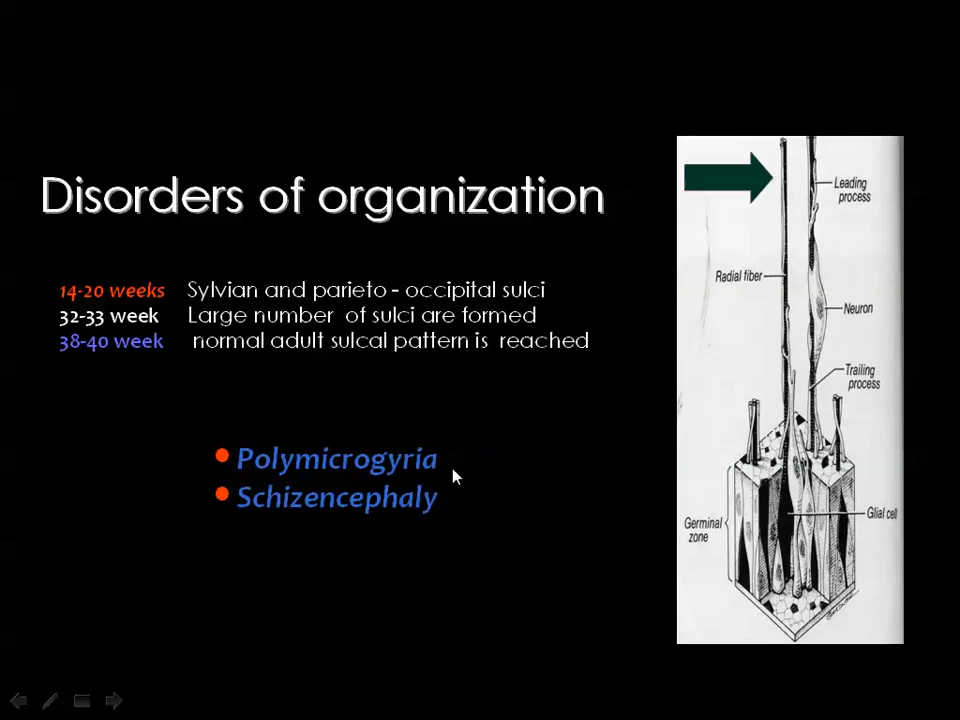 Disorders of organization
14-20 weeks Sylvian and parieto - occipital sulci
32-33 week Large number of sulci are formed
38-40 week normal adult sulcal pattern is reached
Polymicrogyria
Schizencephaly
Leading
process
Radial fiber
Neuron
Trailing
process
Glial cell
Germinal
zone